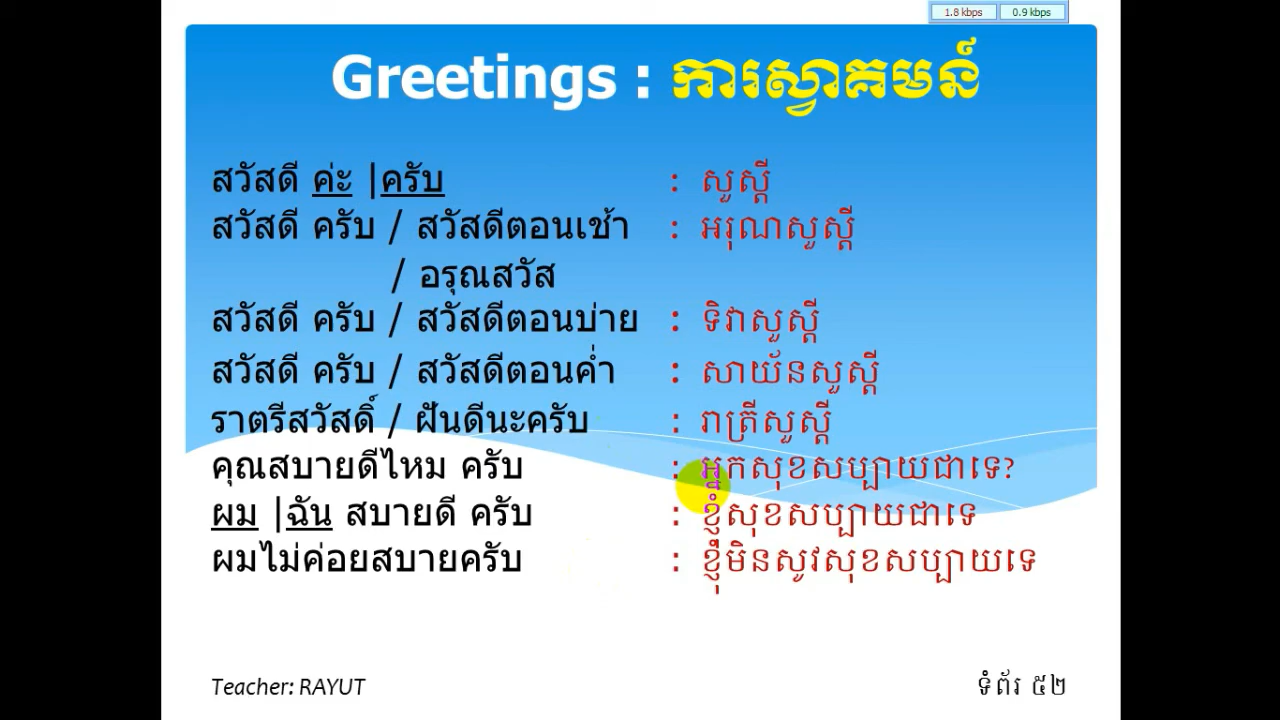 1.8 kbps 0.9 kbps
Greetings : ការស្វាគមន៍
สวัสดี ค่ะ |ครับ : សួស្តី
สวัสดี ครับ / สวัสดีตอนเช้า : អរុណសួស្តី
/ อรุณสวัส
สวัสดี ครับ / สวัสดีตอนบ่าย : ទិវាសួស្តី
สวัสดี ครับ / สวัสดีตอนค่ำ : សាយ័នសួស្តី
ราตรีสวัสดิ์ / ฝันดีนะครับ : រាត្រីសួស្តី
คุณสบายดีไหม ครับ : អ្នកសុខសប្បាយជាទេ?
ผม |ฉัน สบายดี ครับ : ខ្ញុំសុខសប្បាយជាទេ
ผมไม่ค่อยสบายครับ : ខ្ញុំមិនសូវសុខសប្បាយទេ
Teacher: RAYUT ទំព័រ ៥២